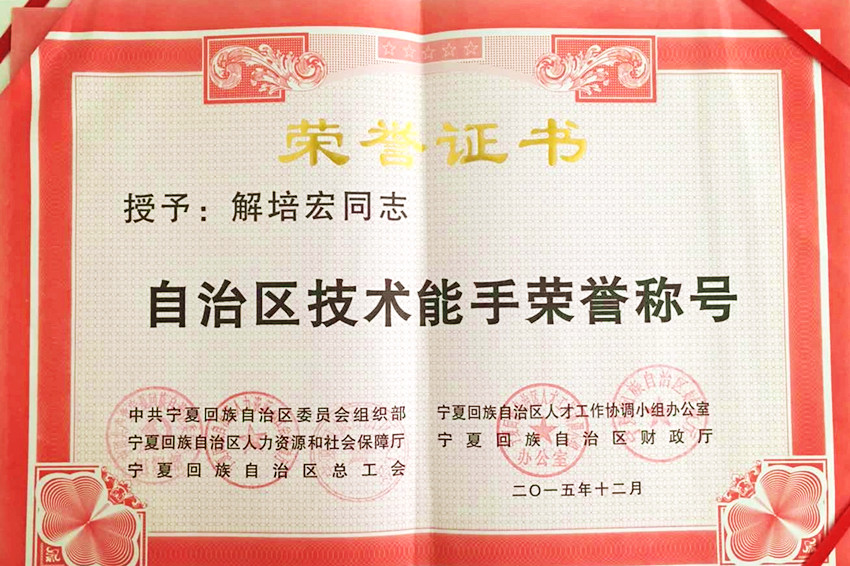 荣誉证书
授予：解培宏同志
自治区技术能手荣誉称号
中共宁夏回族自治区委员会组织部
宁夏回族自治区人力资源和社会保障厅
宁夏回族自治区总工会
宁夏回族自治区人才工作协调小组办公室
宁夏回族自治区财政厅
办公室
二〇一五年十二月